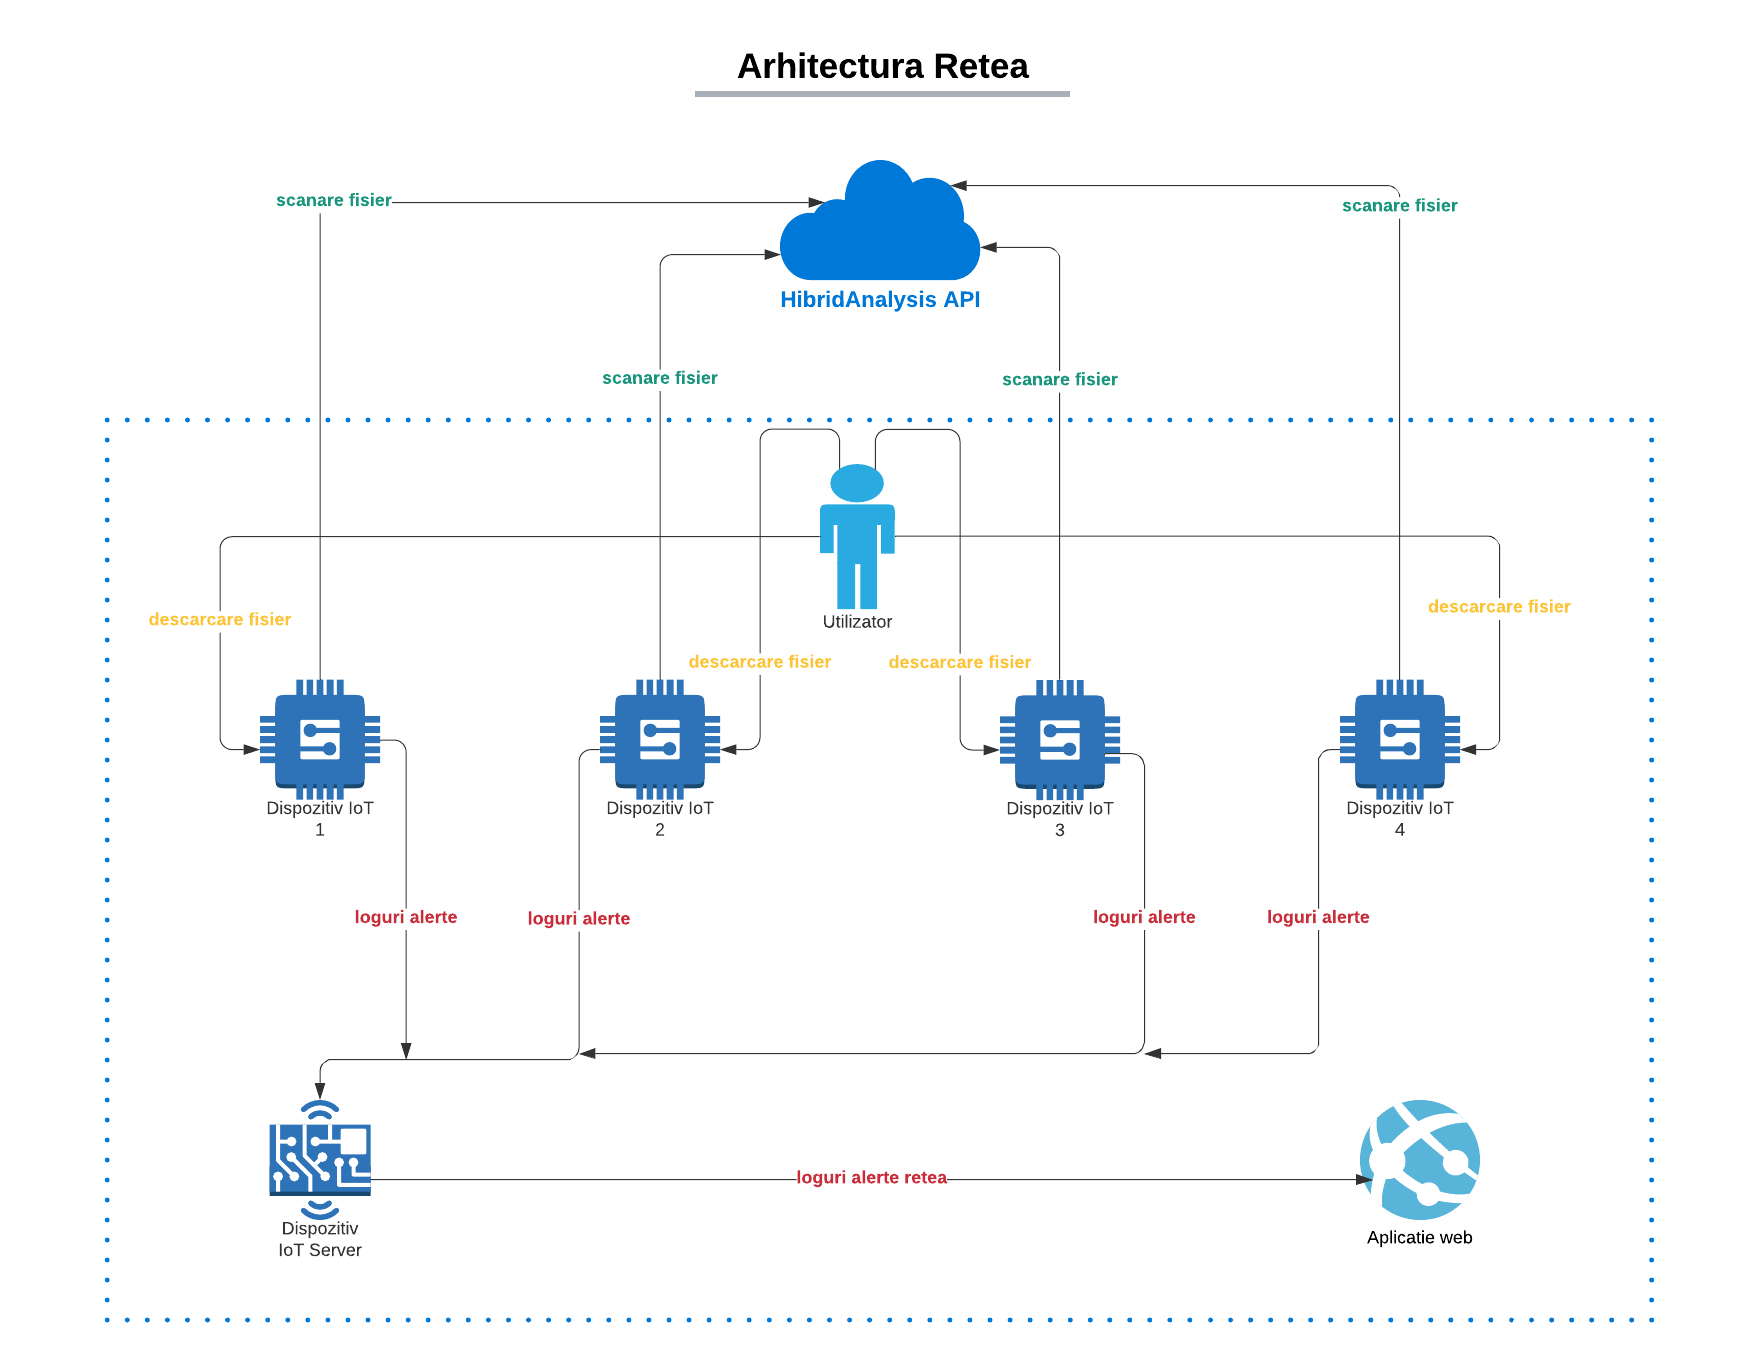 Arhitectura Retea
scanare fisier
scanare fisier
HibridAnalysis API
scanare fisier
scanare fisier
descarcare fisier
Utilizator
descarcare fisier
descarcare fisier
descarcare fisier
Dispozitiv IoT
1
Dispozitiv IoT
2
Dispozitiv IoT
3
Dispozitiv IoT
4
loguri alerte
loguri alerte
loguri alerte
loguri alerte
loguri alerte retea
Dispozitiv
IoT Server
Aplicatie web